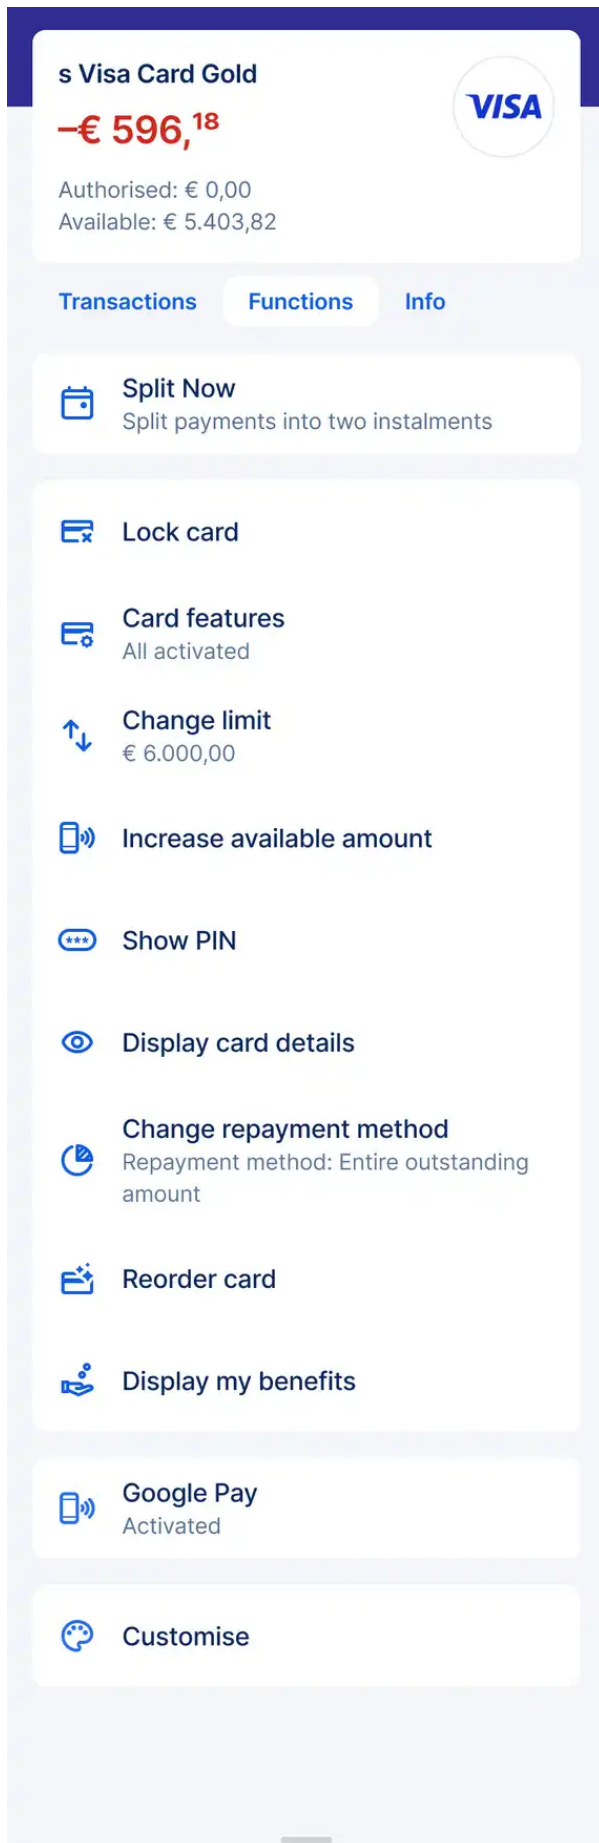 s Visa Card Gold
VISA
–€ 596,18
Authorised: € 0,00
Available: € 5.403,82
Transactions
Functions
Info
Split Now
Split payments into two instalments
Lock card
Card features
All activated
Change limit
€ 6.000,00
Increase available amount
Show PIN
Display card details
Change repayment method
Repayment method: Entire outstanding
amount
Reorder card
Display my benefits
Google Pay
Activated
Customise